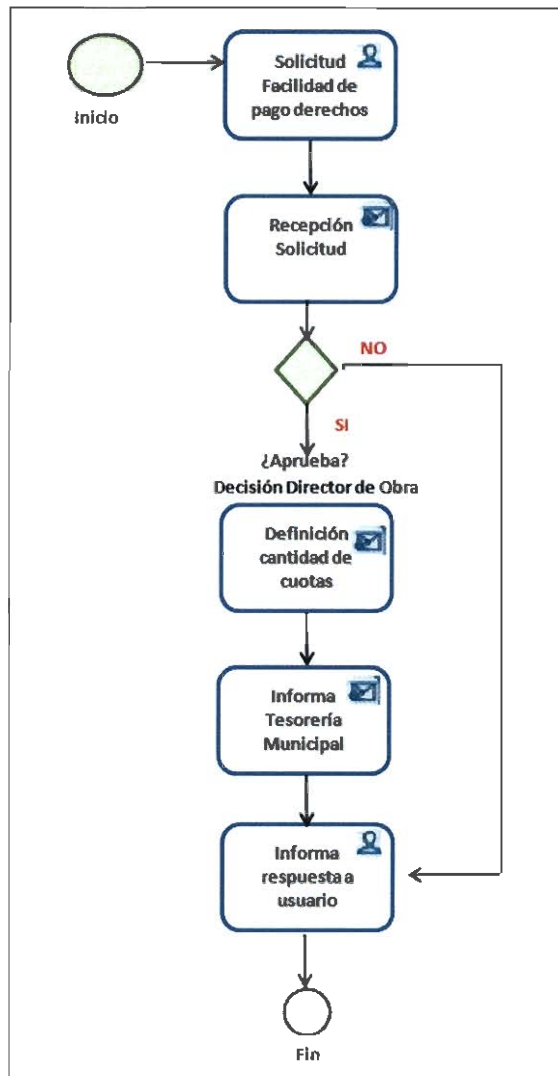 Inicio
Solicitud
Facilidad de
pago derechos
Recepción
Solicitud
NO
SI
¿Aprueba?
Decisión Director de Obra
Definición
cantidad de
cuotas
Informa
Tesorería
Municipal
Informa
respuesta a
usuario
Fin